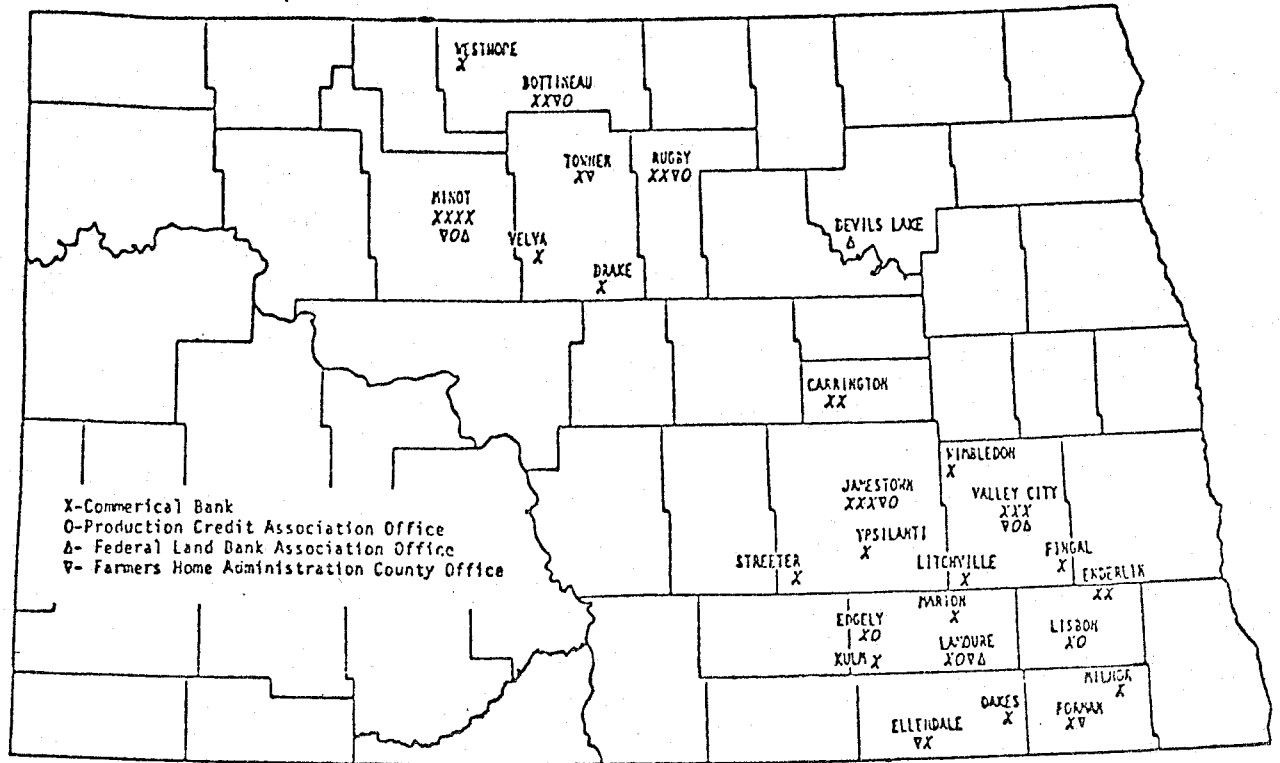 WESTHOPE
X
BOTTINEAU
XX∇O
TOWNER
X∇
RUGBY
XX∇O
MINOT
XXXX
∇OΔ
VELVA
X
DRAKE
X
DEVILS LAKE
Δ
CARRINGTON
XX
WIMBLEDON
X
JAMESTOWN
XXX∇O
VALLEY CITY
XXX
∇OΔ
YPSILANTI
X
STREETER
X
LITCHVILLE
X
FINGAL
X
ENDERLIN
XX
X-Commerical Bank
O-Production Credit Association Office
Δ- Federal Land Bank Association Office
∇- Farmers Home Administration County Office
MARION
X
EDGELY
XO
LISBON
XO
LAMOURE
XO∇Δ
KULM X
MILNOR
X
OAKES
X
FORMAN
X∇
ELLENDALE
∇X